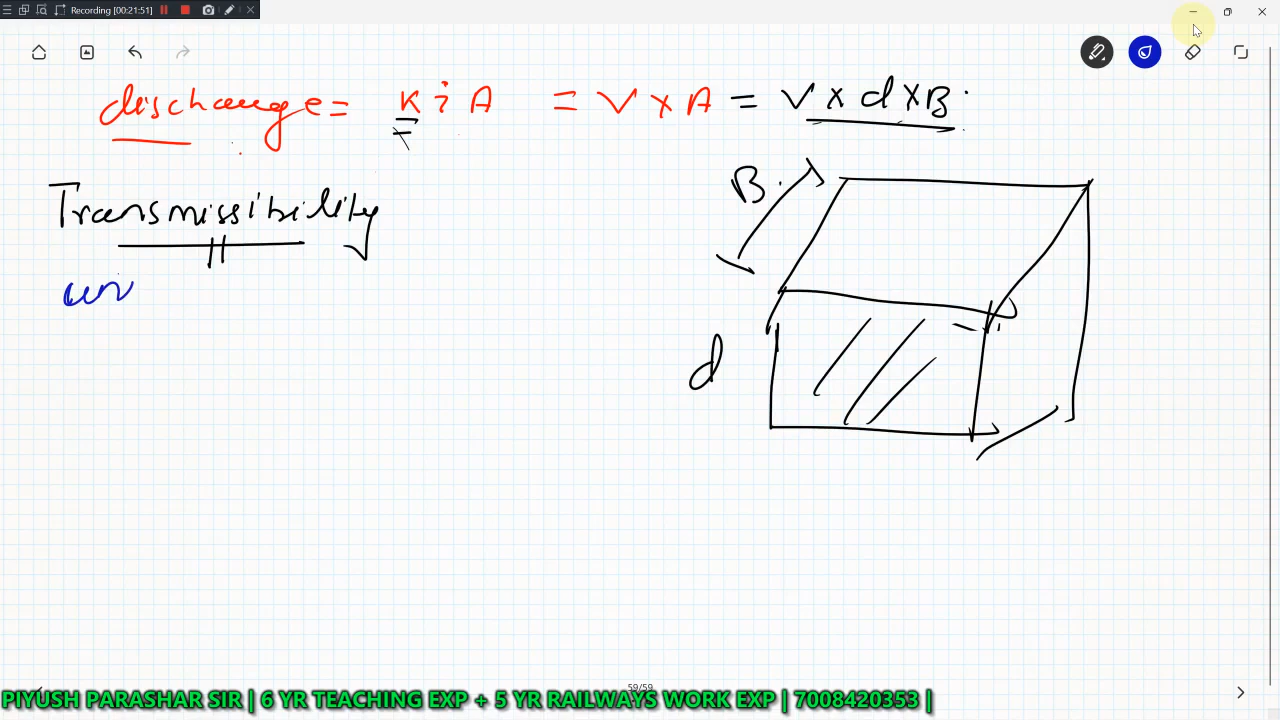 Recording [00:21:51]
discharge = K i A = V x A = V x d x B.
Transmissibility
B.
un
d
59/59
PIYUSH PARASHAR SIR | 6 YR TEACHING EXP + 5 YR RAILWAYS WORK EXP | 7008420353 |